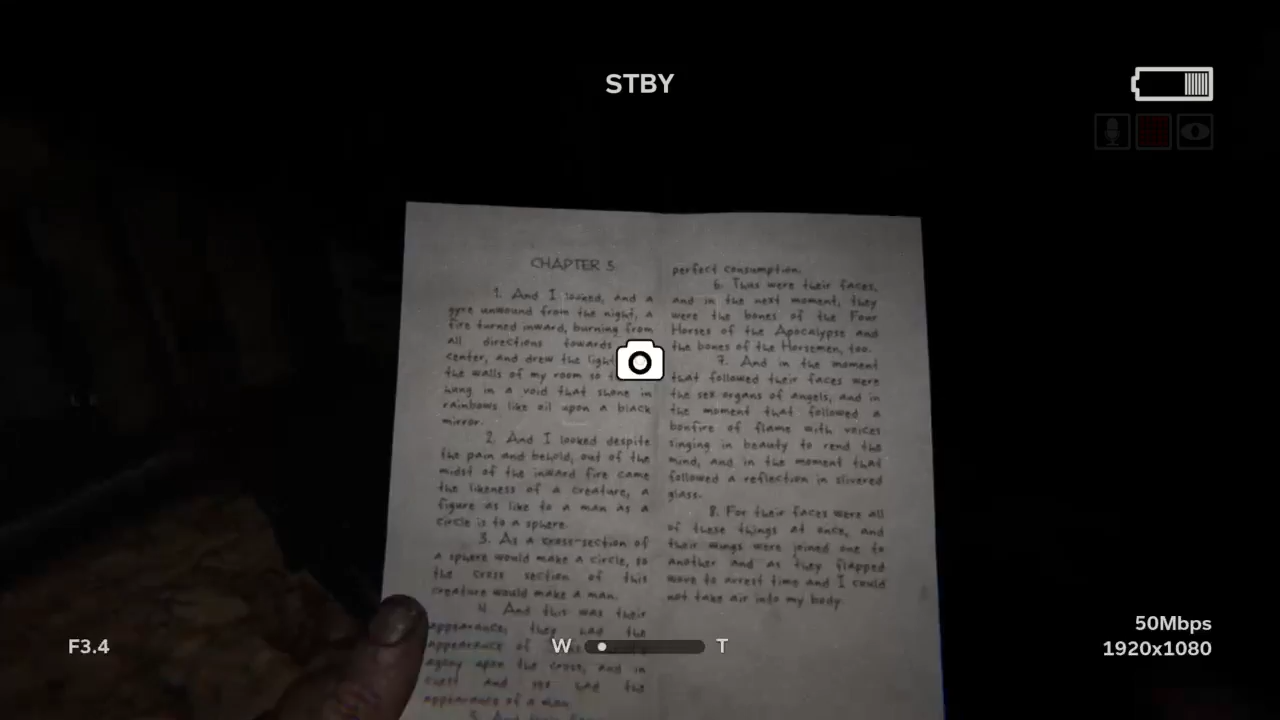 STBY
CHAPTER 5
1. And I looked, and a
gyre unwound from the night, a
fire turned inward, burning from
all directions towards
center, and drew the light
the walls of my room so
hung in a void that shone in
rainbows like oil upon a black
mirror.
2. And I looked despite
the pain and behold, out of the
midst of the inward fire came
the likeness of a creature, a
figure as like to a man as a
circle is to a sphere.
3. As a cross-section of
a sphere would make a circle, so
the cross section of this
creature would make a man.
4. And this was their
appearance; they had the
appearance of
agony upon the cross, and in
and sex had the
appearance of a man.
5. And their
perfect consumption.
6. Thus were their faces,
and in the next moment, they
were the bones of the Four
Horses of the Apocalypse and
the bones of the Horsemen, too.
7. And in the moment
that followed their faces were
the sex organs of angels, and in
the moment that followed a
bonfire of flame with voices
singing in beauty to rend the
mind, and in the moment that
followed a reflection in slivered
glass.
8. For their faces were all
of these things at once, and
their wings were joined one to
another and as they flapped
wore to arrest time and I could
not take air into my body.
F3.4
W T
50Mbps
1920x1080